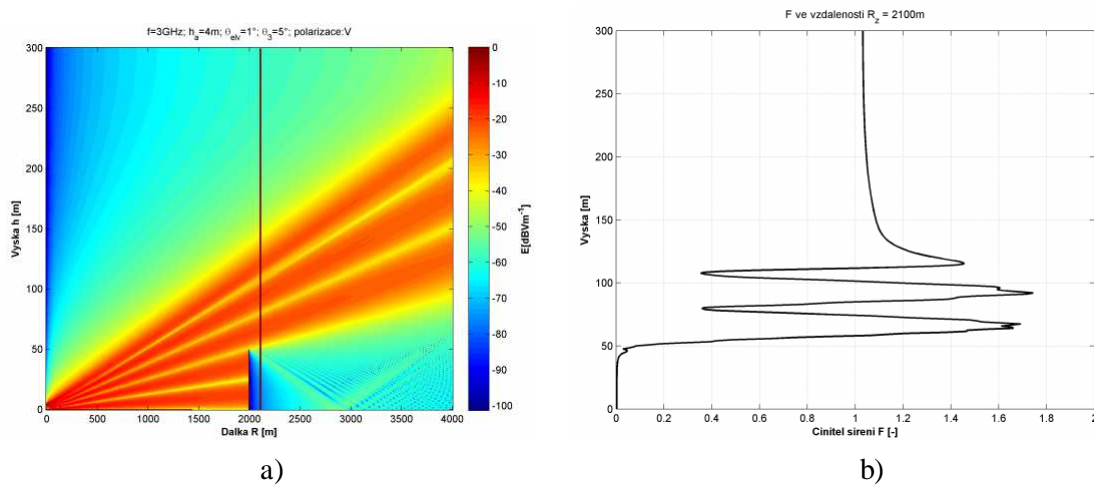 f=3GHz; hₐ=4m; θₑₗᵥ=1°; θ₃=5°; polarizace:V
300
250
200
150
100
50
0
Vyska h [m]
0 500 1000 1500 2000 2500 3000 3500 4000
Dalka R [m]
0
-10
-20
-30
-40
-50
-60
-70
-80
-90
-100
E[dBVm⁻¹]
a)
F ve vzdalenosti R_z = 2100m
300
250
200
150
100
50
0
Vyska [m]
0 0.2 0.4 0.6 0.8 1 1.2 1.4 1.6 1.8 2
Cinitel sireni F [-]
b)